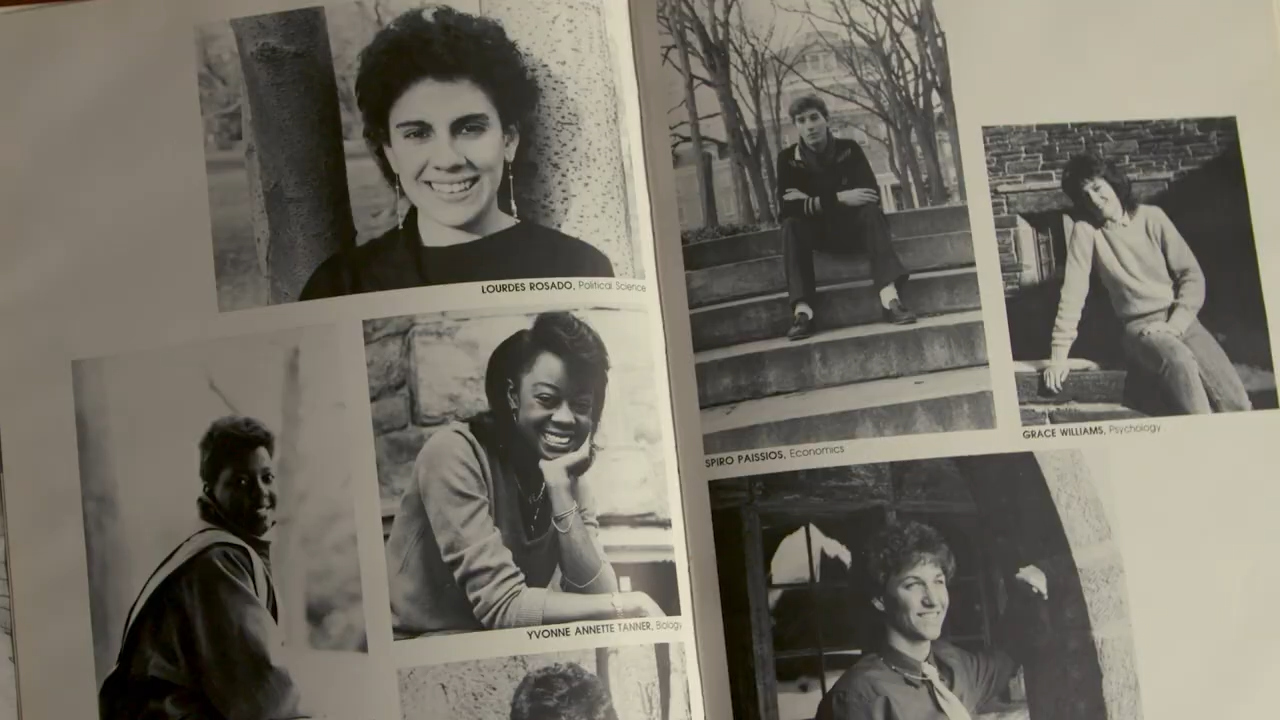 LOURDES ROSADO, Political Science
YVONNE ANNETTE TANNER, Biology
SPIRO PAISSIOS, Economics
GRACE WILLIAMS, Psychology